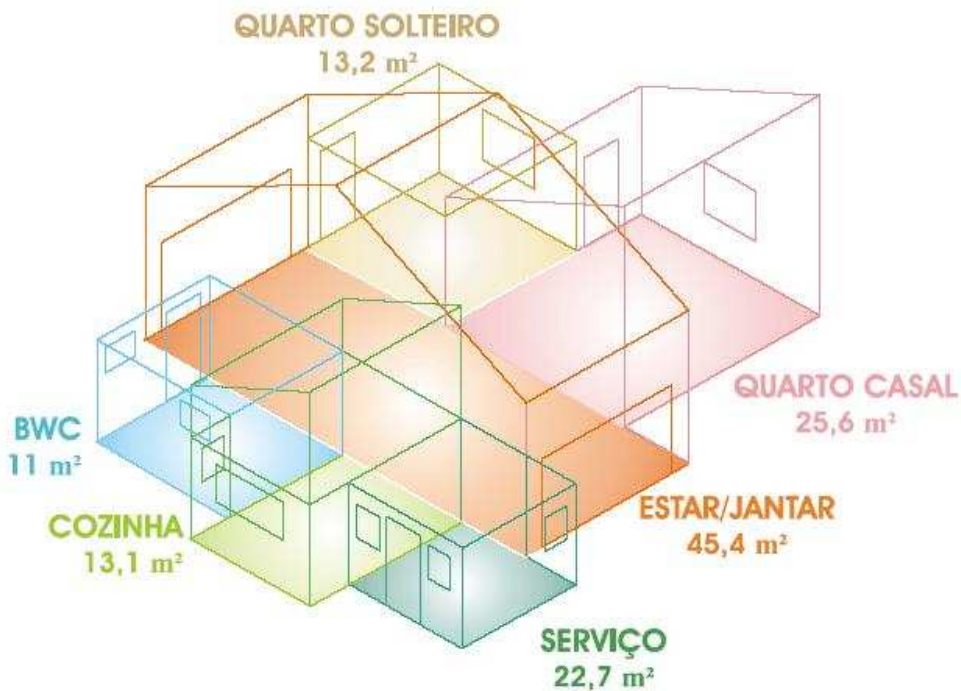 QUARTO SOLTEIRO
13,2 m²
QUARTO CASAL
25,6 m²
BWC
11 m²
COZINHA
13,1 m²
ESTAR/JANTAR
45,4 m²
SERVIÇO
22,7 m²